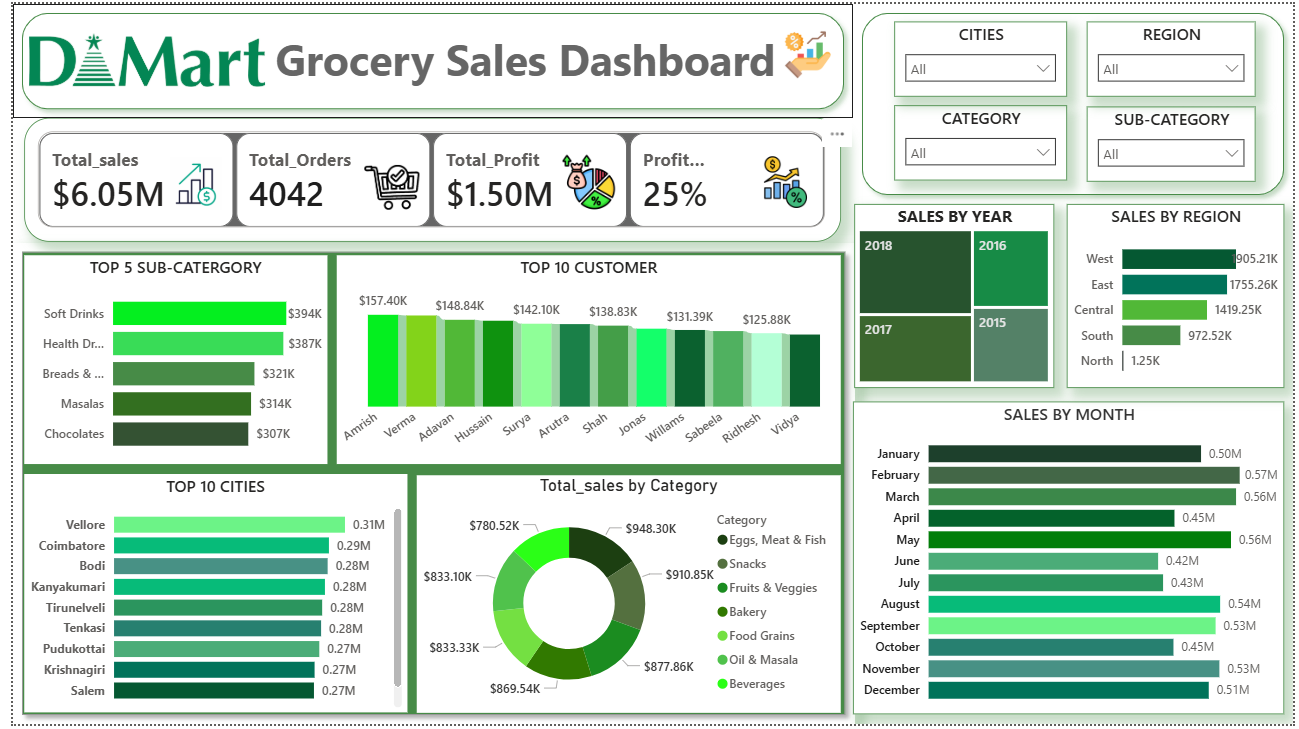 D Mart Grocery Sales Dashboard
CITIES
All
REGION
All
CATEGORY
All
SUB-CATEGORY
All
Total_sales
$6.05M
Total_Orders
4042
Total_Profit
$1.50M
Profit...
25%
TOP 5 SUB-CATERGORY
Soft Drinks $394K
Health Dr... $387K
Breads & ... $321K
Masalas $314K
Chocolates $307K
TOP 10 CUSTOMER
$157.40K $148.84K $142.10K $138.83K $131.39K $125.88K
Amrish Verma Adavan Hussain Surya Arutra Shah Jonas Willams Sabeela Ridhesh Vidya
SALES BY YEAR
2018 2016
2017 2015
SALES BY REGION
West 905.21K
East 1755.26K
Central 1419.25K
South 972.52K
North 1.25K
TOP 10 CITIES
Vellore 0.31M
Coimbatore 0.29M
Bodi 0.28M
Kanyakumari 0.28M
Tirunelveli 0.28M
Tenkasi 0.28M
Pudukottai 0.27M
Krishnagiri 0.27M
Salem 0.27M
Total_sales by Category
$948.30K
$910.85K
$877.86K
$869.54K
$833.33K
$833.10K
$780.52K
Category
Eggs, Meat & Fish
Snacks
Fruits & Veggies
Bakery
Food Grains
Oil & Masala
Beverages
SALES BY MONTH
January 0.50M
February 0.57M
March 0.56M
April 0.45M
May 0.56M
June 0.42M
July 0.43M
August 0.54M
September 0.53M
October 0.45M
November 0.53M
December 0.51M